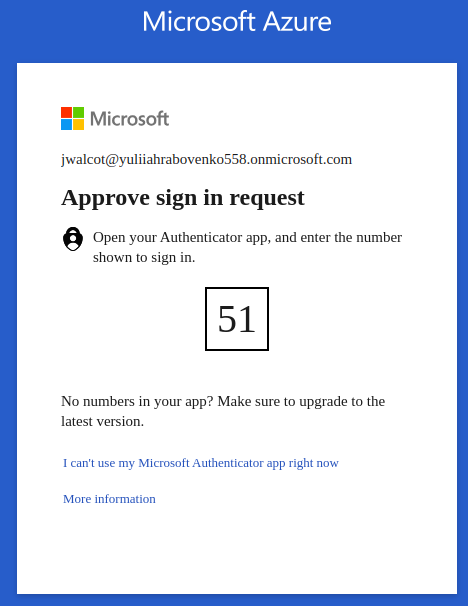 Microsoft Azure
Microsoft
jwalcot@yuliiahrabovenko558.onmicrosoft.com
Approve sign in request
Open your Authenticator app, and enter the number
shown to sign in.
51
No numbers in your app? Make sure to upgrade to the
latest version.
I can't use my Microsoft Authenticator app right now
More information